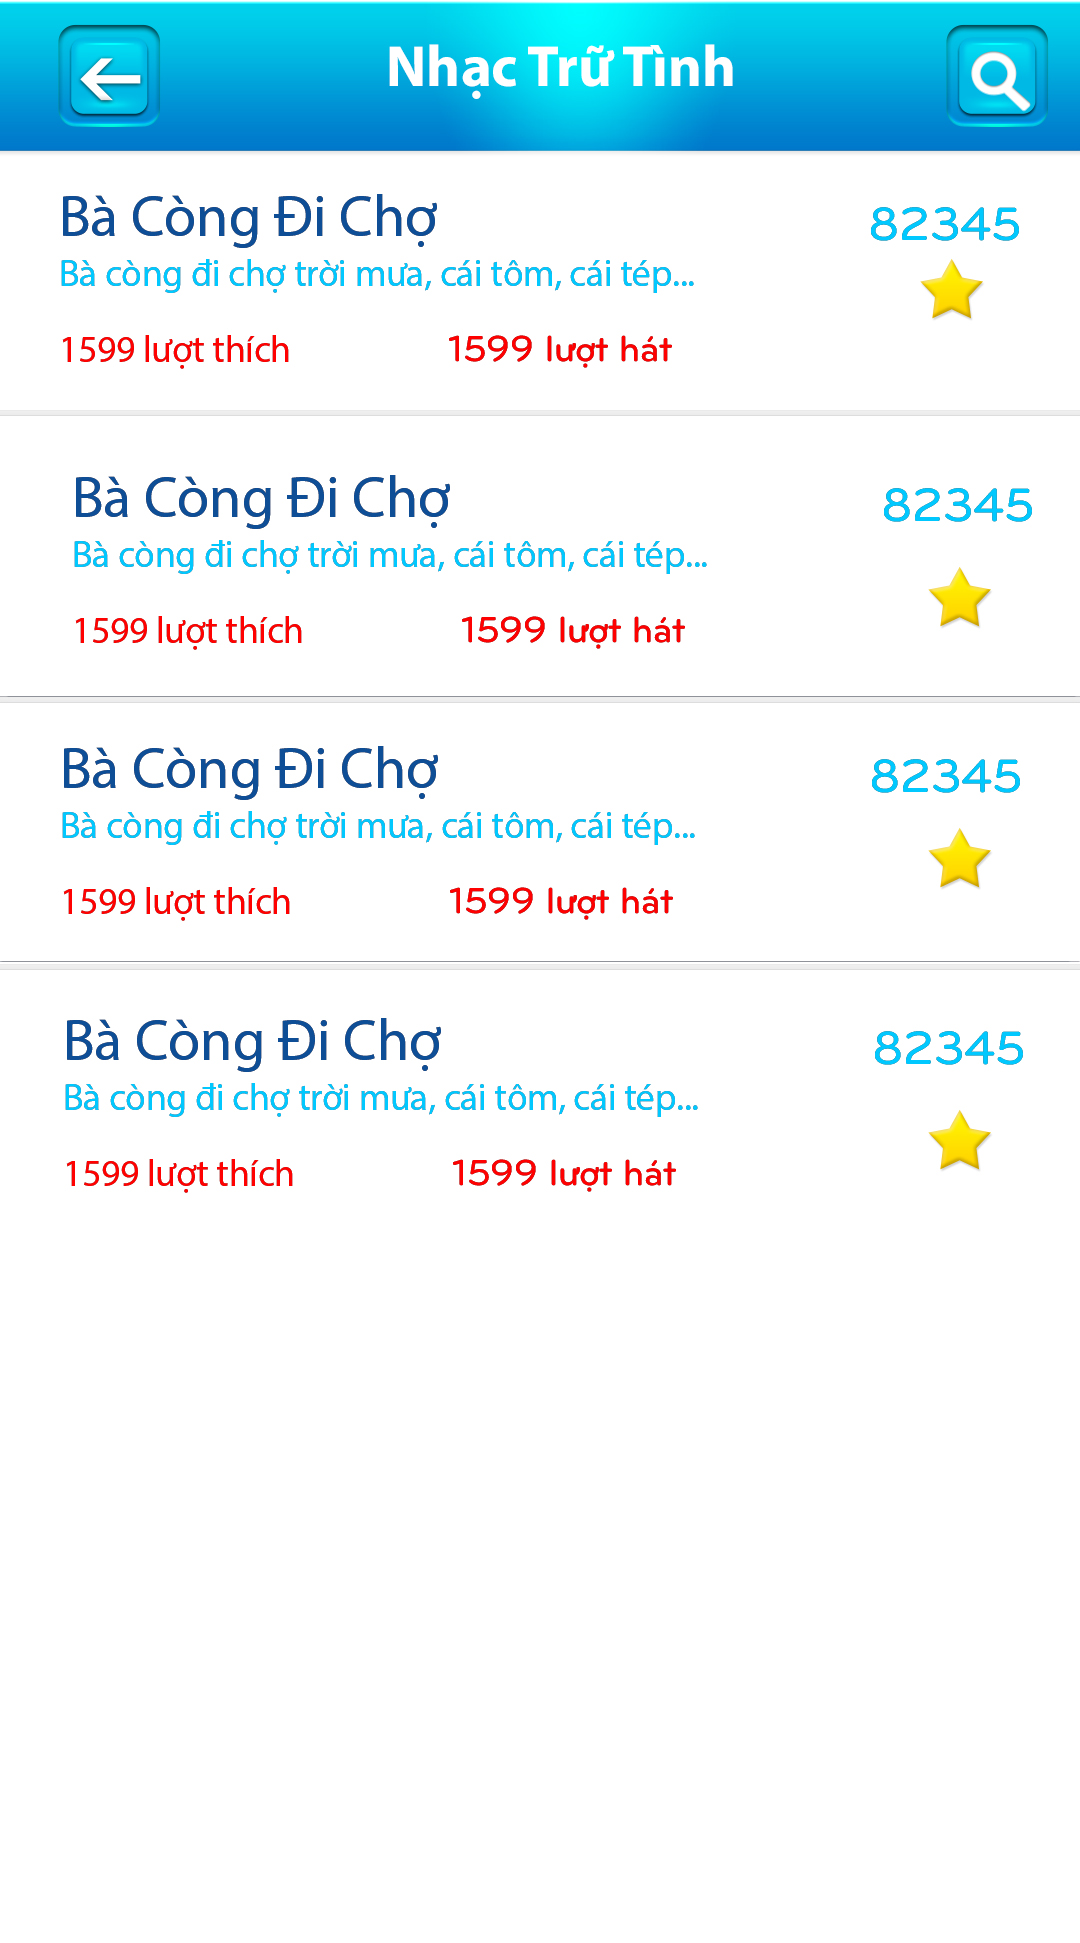 Nhạc Trữ Tình
Bà Còng Đi Chợ
82345
Bà còng đi chợ trời mưa, cái tôm, cái tép...
1599 lượt thích
1599 lượt hát
Bà Còng Đi Chợ
82345
Bà còng đi chợ trời mưa, cái tôm, cái tép...
1599 lượt thích
1599 lượt hát
Bà Còng Đi Chợ
82345
Bà còng đi chợ trời mưa, cái tôm, cái tép...
1599 lượt thích
1599 lượt hát
Bà Còng Đi Chợ
82345
Bà còng đi chợ trời mưa, cái tôm, cái tép...
1599 lượt thích
1599 lượt hát